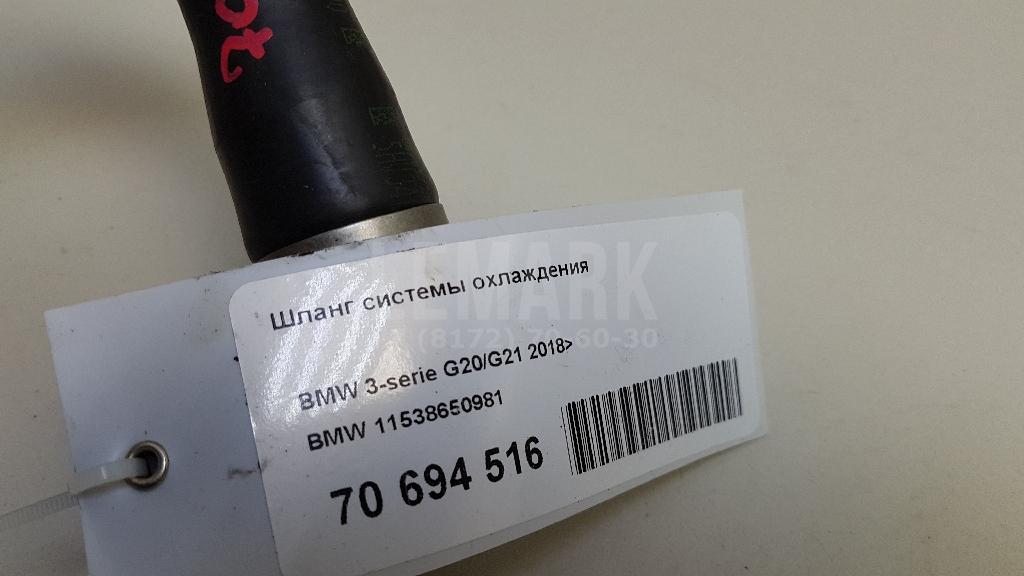 Шланг системы охлаждения
BMW 3-serie G20/G21 2018>
BMW 11538650981
70 694 516